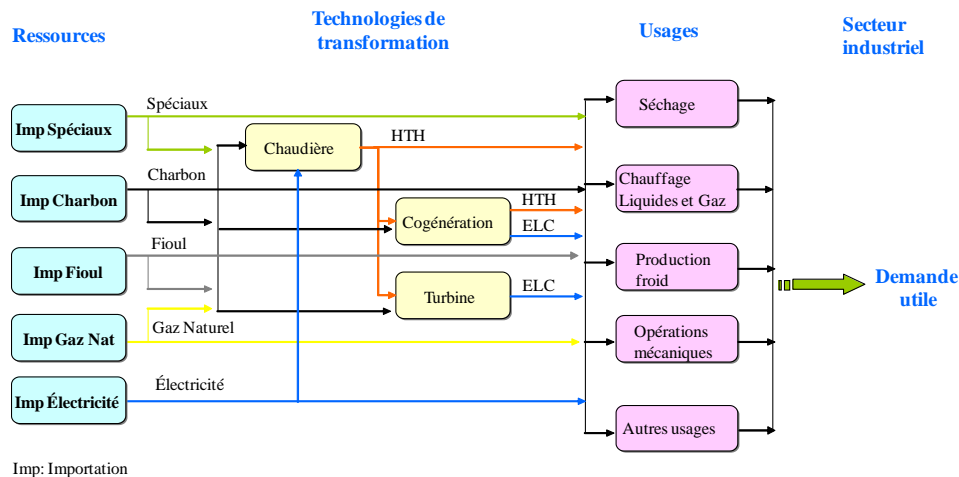 Ressources
Technologies de
transformation
Usages
Secteur
industriel
Imp Spéciaux
Spéciaux
Chaudière
HTH
Séchage
Imp Charbon
Charbon
Cogénération
HTH
ELC
Chauffage
Liquides et Gaz
Imp Fioul
Fioul
Turbine
ELC
Production
froid
Demande
utile
Imp Gaz Nat
Gaz Naturel
Opérations
mécaniques
Imp Électricité
Électricité
Autres usages
Imp: Importation